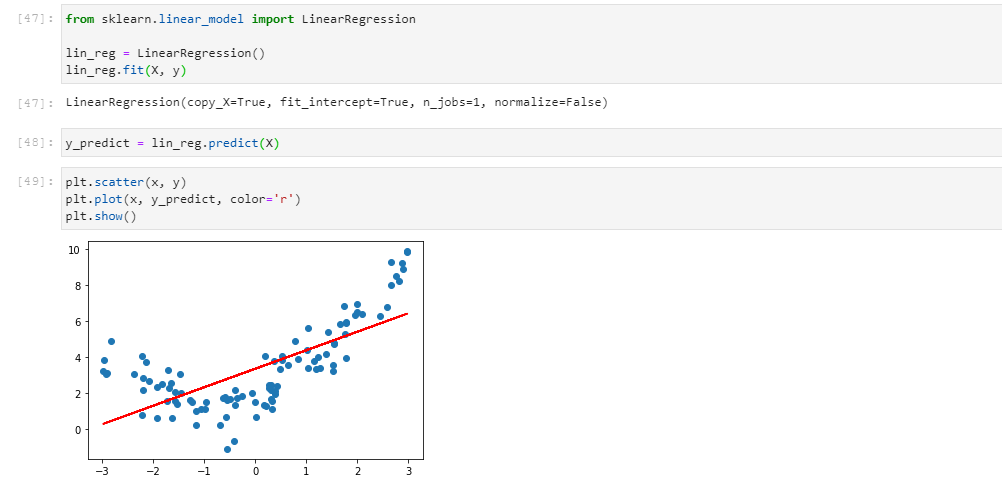 [47]: from sklearn.linear_model import LinearRegression
lin_reg = LinearRegression()
lin_reg.fit(X, y)
[47]: LinearRegression(copy_X=True, fit_intercept=True, n_jobs=1, normalize=False)
[48]: y_predict = lin_reg.predict(X)
[49]: plt.scatter(x, y)
plt.plot(x, y_predict, color='r')
plt.show()
10
8
6
4
2
0
−3 −2 −1 0 1 2 3